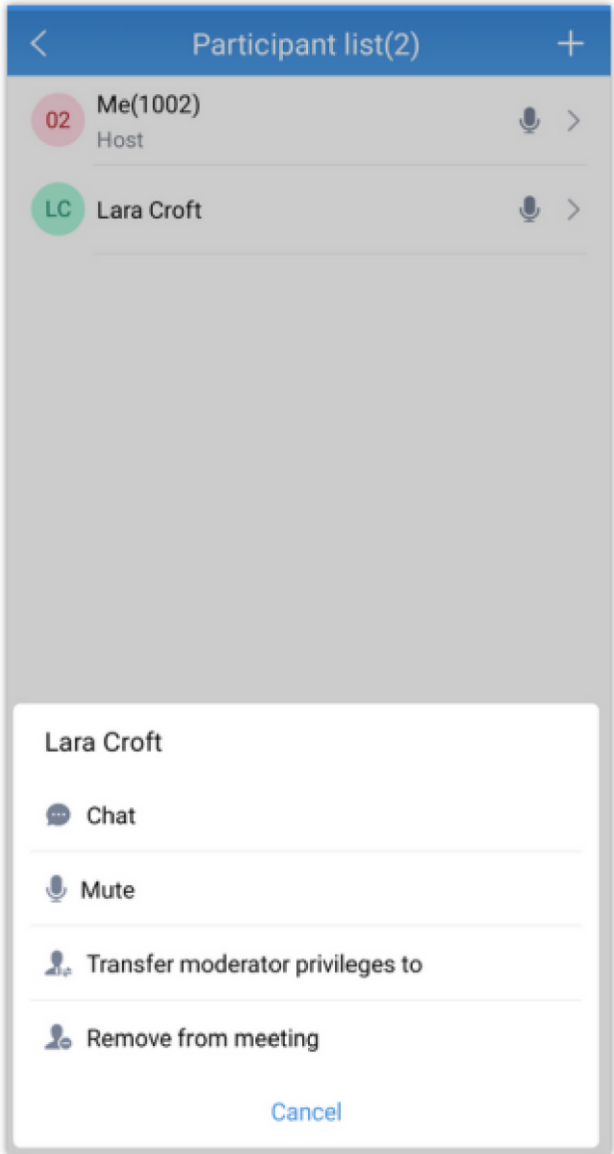 Participant list(2)
02
Me(1002)
Host
LC
Lara Croft
Lara Croft
Chat
Mute
Transfer moderator privileges to
Remove from meeting
Cancel